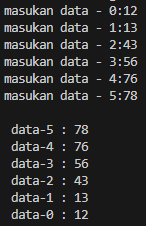 masukan data - 0:12
masukan data - 1:13
masukan data - 2:43
masukan data - 3:56
masukan data - 4:76
masukan data - 5:78
data-5 : 78
data-4 : 76
data-3 : 56
data-2 : 43
data-1 : 13
data-0 : 12